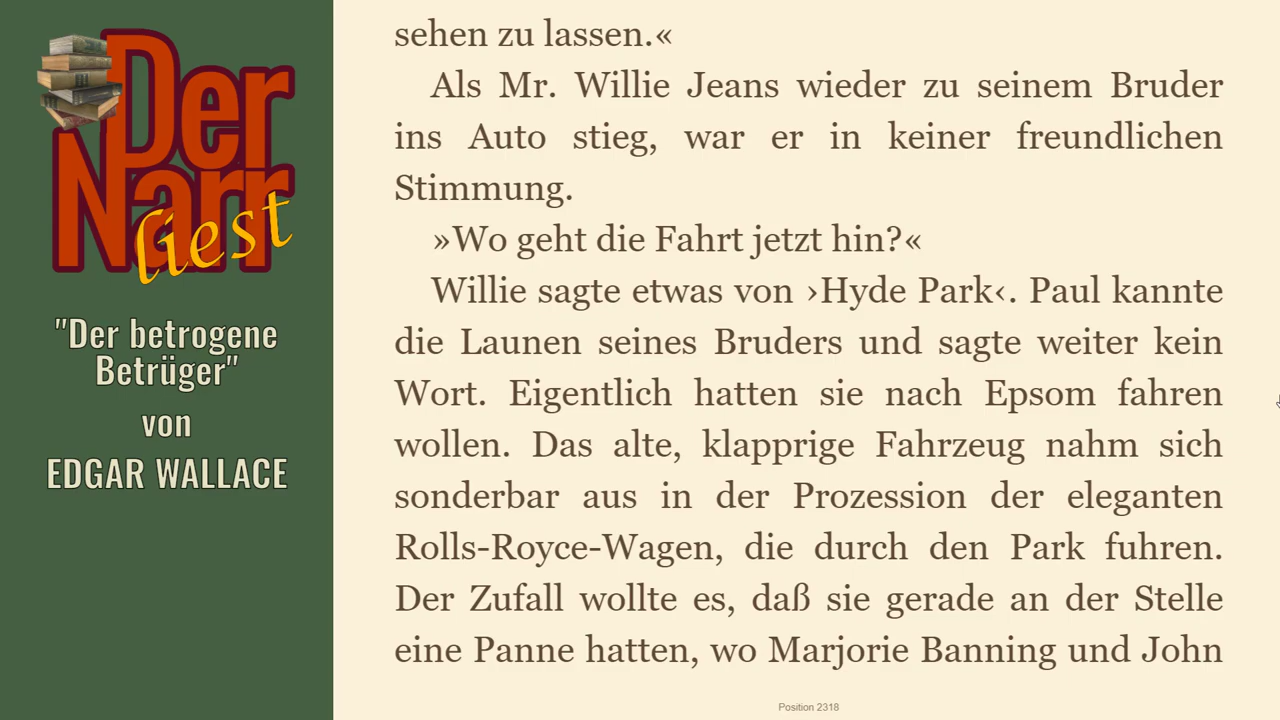 Der
Narr
liest
"Der betrogene
Betrüger"
von
EDGAR WALLACE
sehen zu lassen.«
Als Mr. Willie Jeans wieder zu seinem Bruder
ins Auto stieg, war er in keiner freundlichen
Stimmung.
»Wo geht die Fahrt jetzt hin?«
Willie sagte etwas von ›Hyde Park‹. Paul kannte
die Launen seines Bruders und sagte weiter kein
Wort. Eigentlich hatten sie nach Epsom fahren
wollen. Das alte, klapprige Fahrzeug nahm sich
sonderbar aus in der Prozession der eleganten
Rolls-Royce-Wagen, die durch den Park fuhren.
Der Zufall wollte es, daß sie gerade an der Stelle
eine Panne hatten, wo Marjorie Banning und John
Position 2318